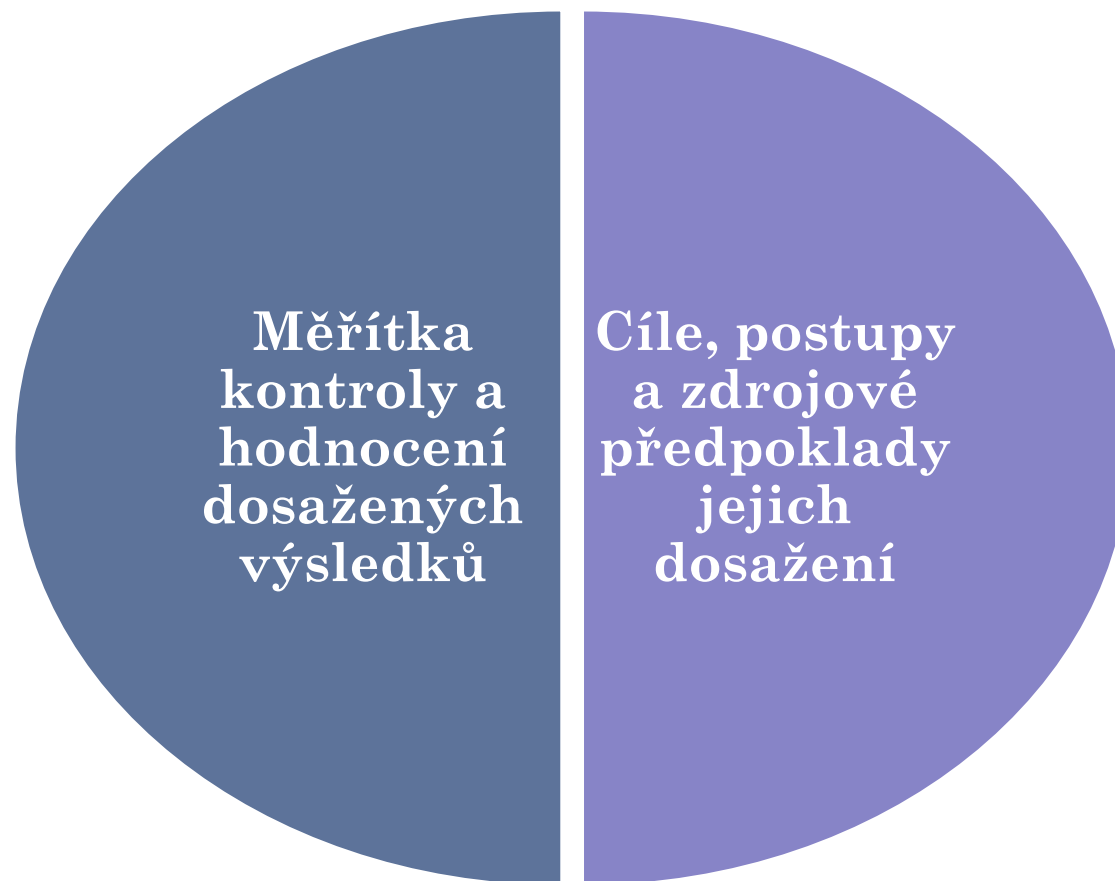 Měřítka
kontroly a
hodnocení
dosažených
výsledků
Cíle, postupy
a zdrojové
předpoklady
jejich
dosažení